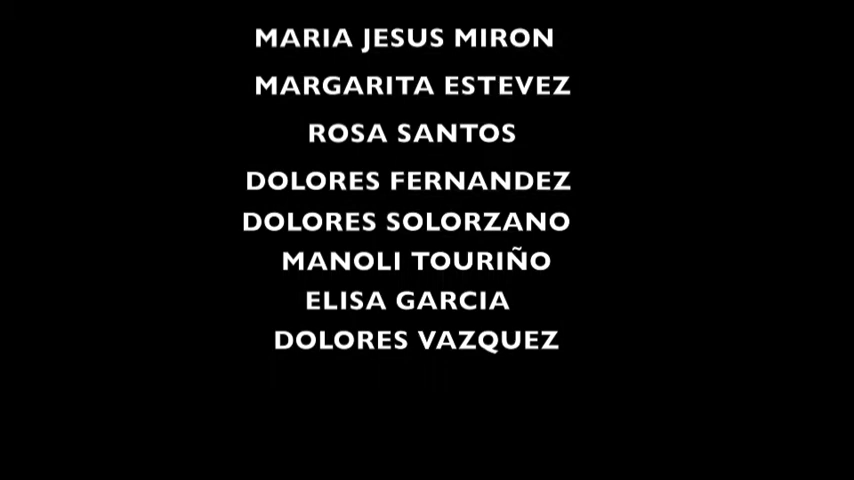 MARIA JESUS MIRON
MARGARITA ESTEVEZ
ROSA SANTOS
DOLORES FERNANDEZ
DOLORES SOLORZANO
MANOLI TOURIÑO
ELISA GARCIA
DOLORES VAZQUEZ